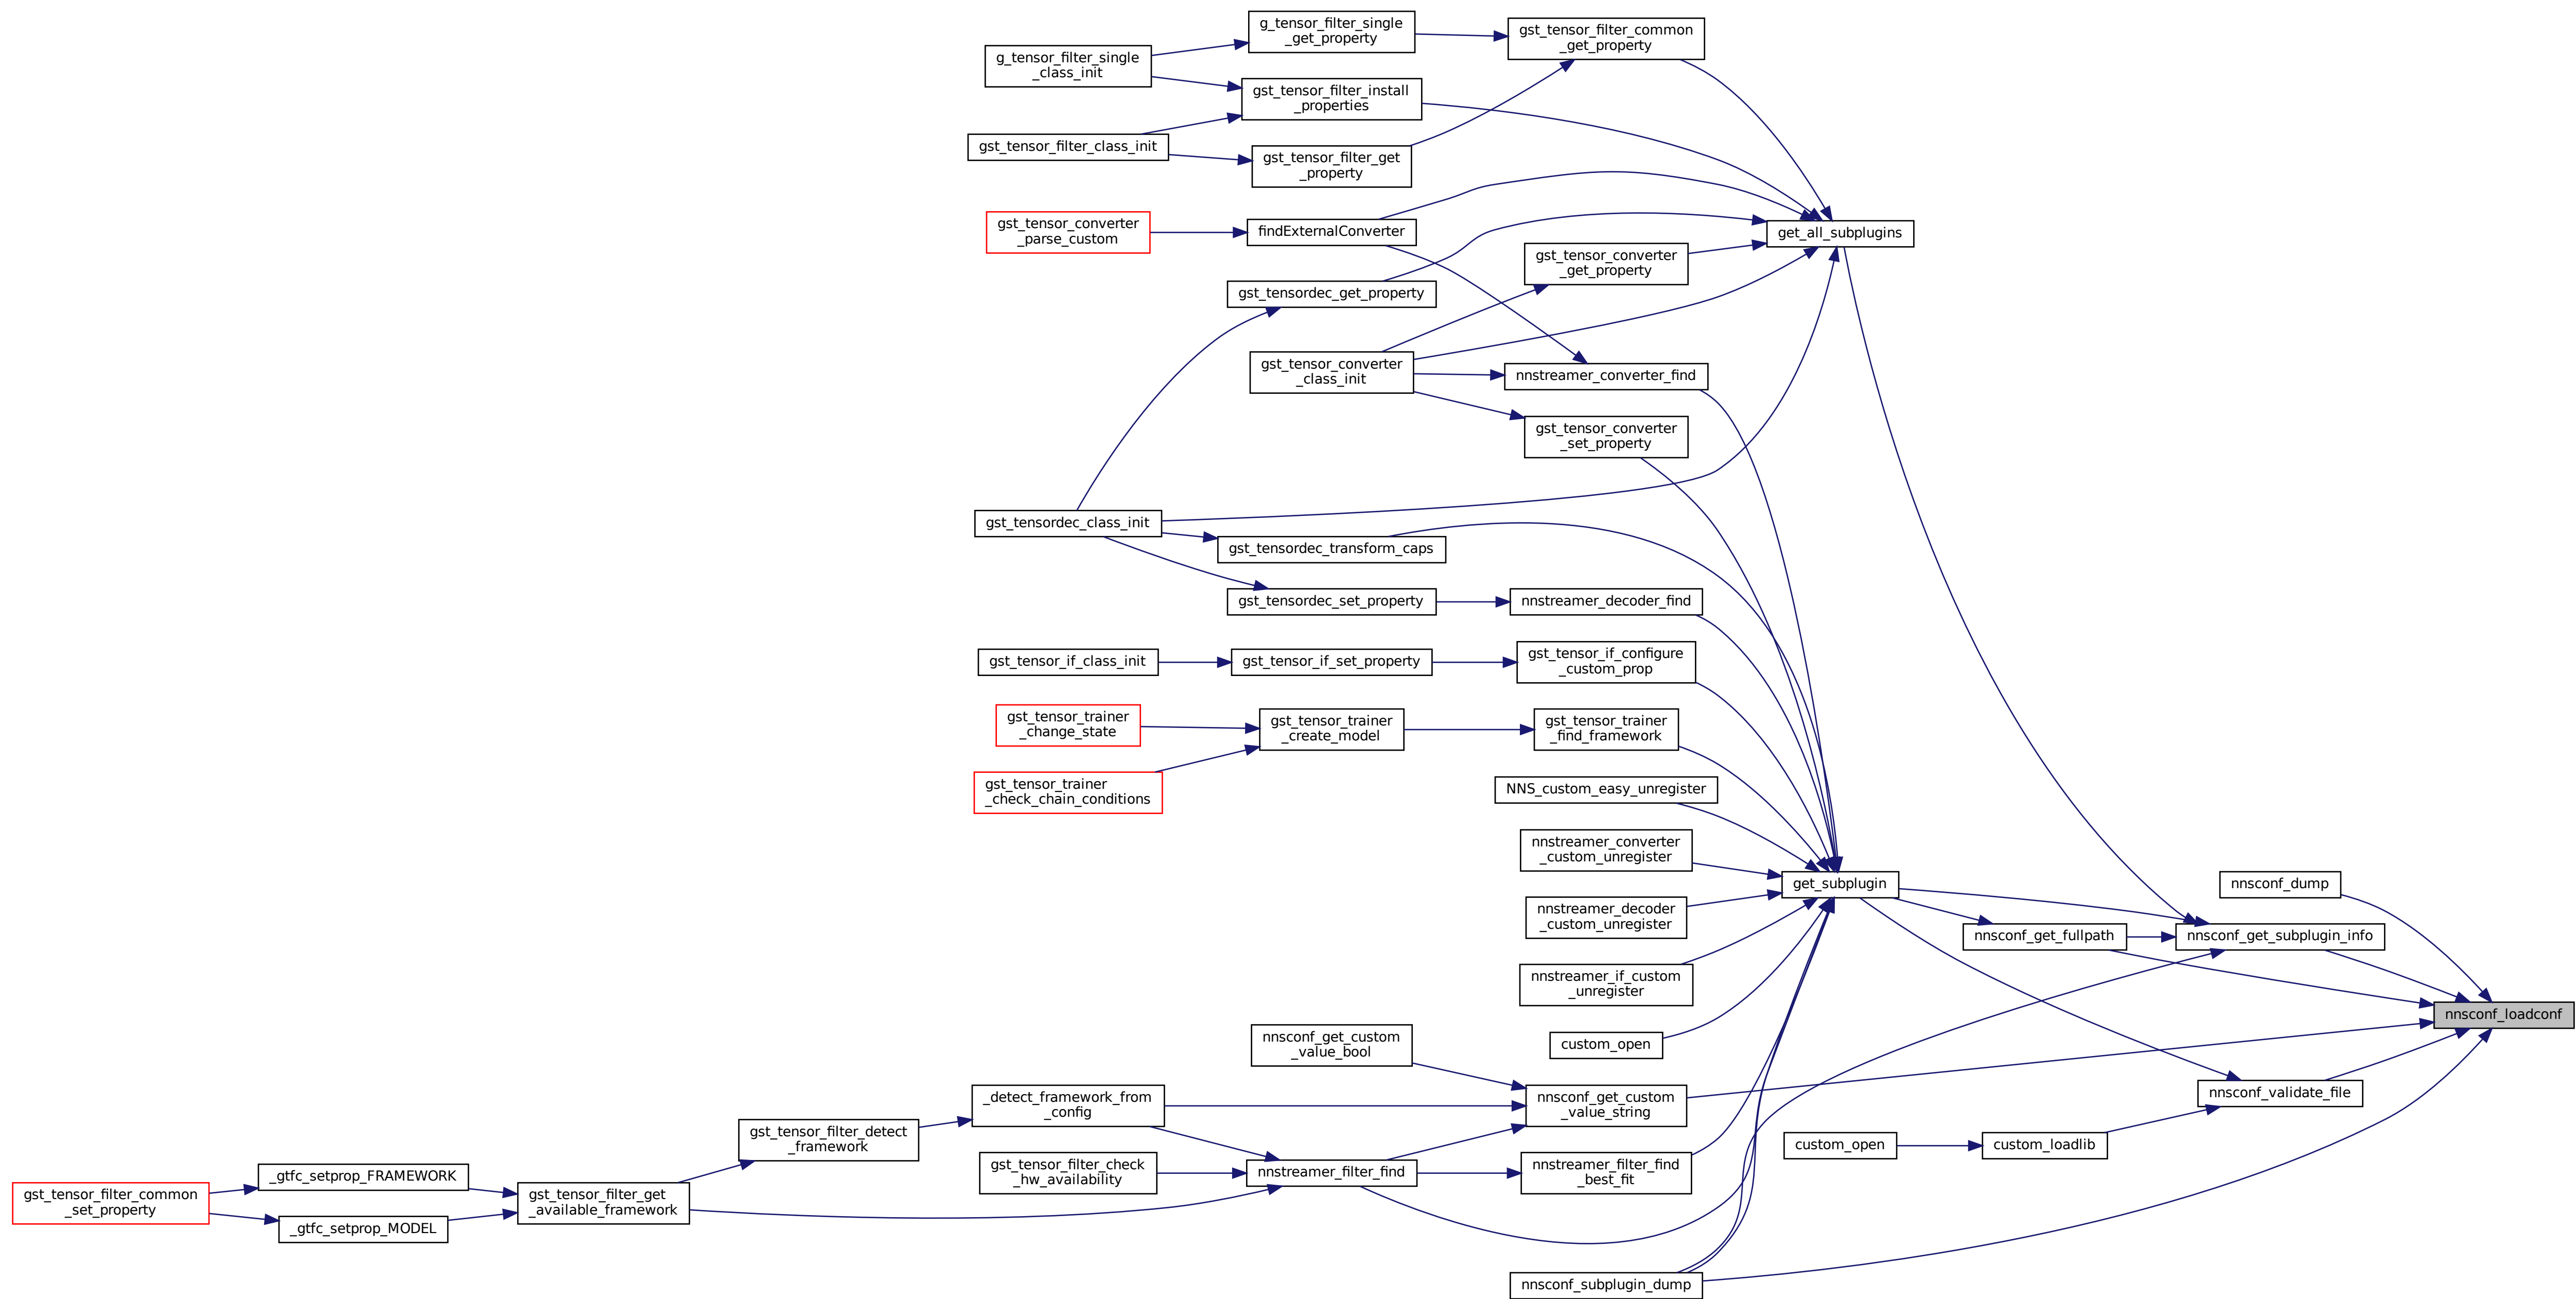 g_tensor_filter_single
_get_property
gst_tensor_filter_common
_get_property
g_tensor_filter_single
_class_init
gst_tensor_filter_install
_properties
gst_tensor_filter_class_init
gst_tensor_filter_get
_property
gst_tensor_converter
_parse_custom
findExternalConverter
get_all_subplugins
gst_tensor_converter
_get_property
gst_tensordec_get_property
gst_tensor_converter
_class_init
nnstreamer_converter_find
gst_tensor_converter
_set_property
gst_tensordec_class_init
gst_tensordec_transform_caps
gst_tensordec_set_property
nnstreamer_decoder_find
gst_tensor_if_class_init
gst_tensor_if_set_property
gst_tensor_if_configure
_custom_prop
gst_tensor_trainer
_change_state
gst_tensor_trainer
_create_model
gst_tensor_trainer
_find_framework
gst_tensor_trainer
_check_chain_conditions
NNS_custom_easy_unregister
nnstreamer_converter
_custom_unregister
get_subplugin
nnsconf_dump
nnstreamer_decoder
_custom_unregister
nnsconf_get_fullpath
nnsconf_get_subplugin_info
nnstreamer_if_custom
_unregister
nnsconf_loadconf
custom_open
nnsconf_get_custom
_value_bool
_detect_framework_from
_config
nnsconf_get_custom
_value_string
nnsconf_validate_file
gst_tensor_filter_detect
_framework
custom_open
custom_loadlib
gst_tensor_filter_check
_hw_availability
nnstreamer_filter_find
nnstreamer_filter_find
_best_fit
_gtfc_setprop_FRAMEWORK
gst_tensor_filter_common
_set_property
gst_tensor_filter_get
_available_framework
_gtfc_setprop_MODEL
nnsconf_subplugin_dump